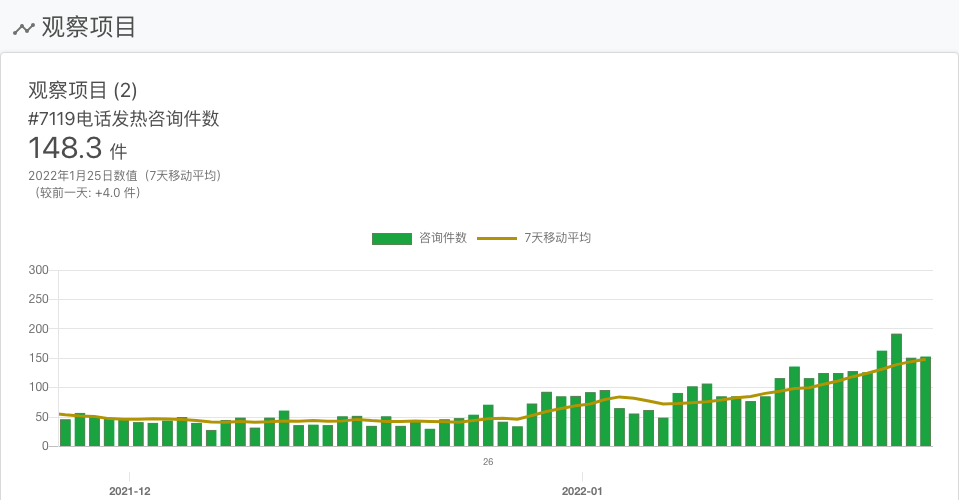 观察项目
观察项目 (2)
#7119电话发热咨询件数
148.3 件
2022年1月25日数值（7天移动平均）
（较前一天: +4.0 件）
咨询件数 7天移动平均
300
250
200
150
100
50
0
26
2021-12 2022-01